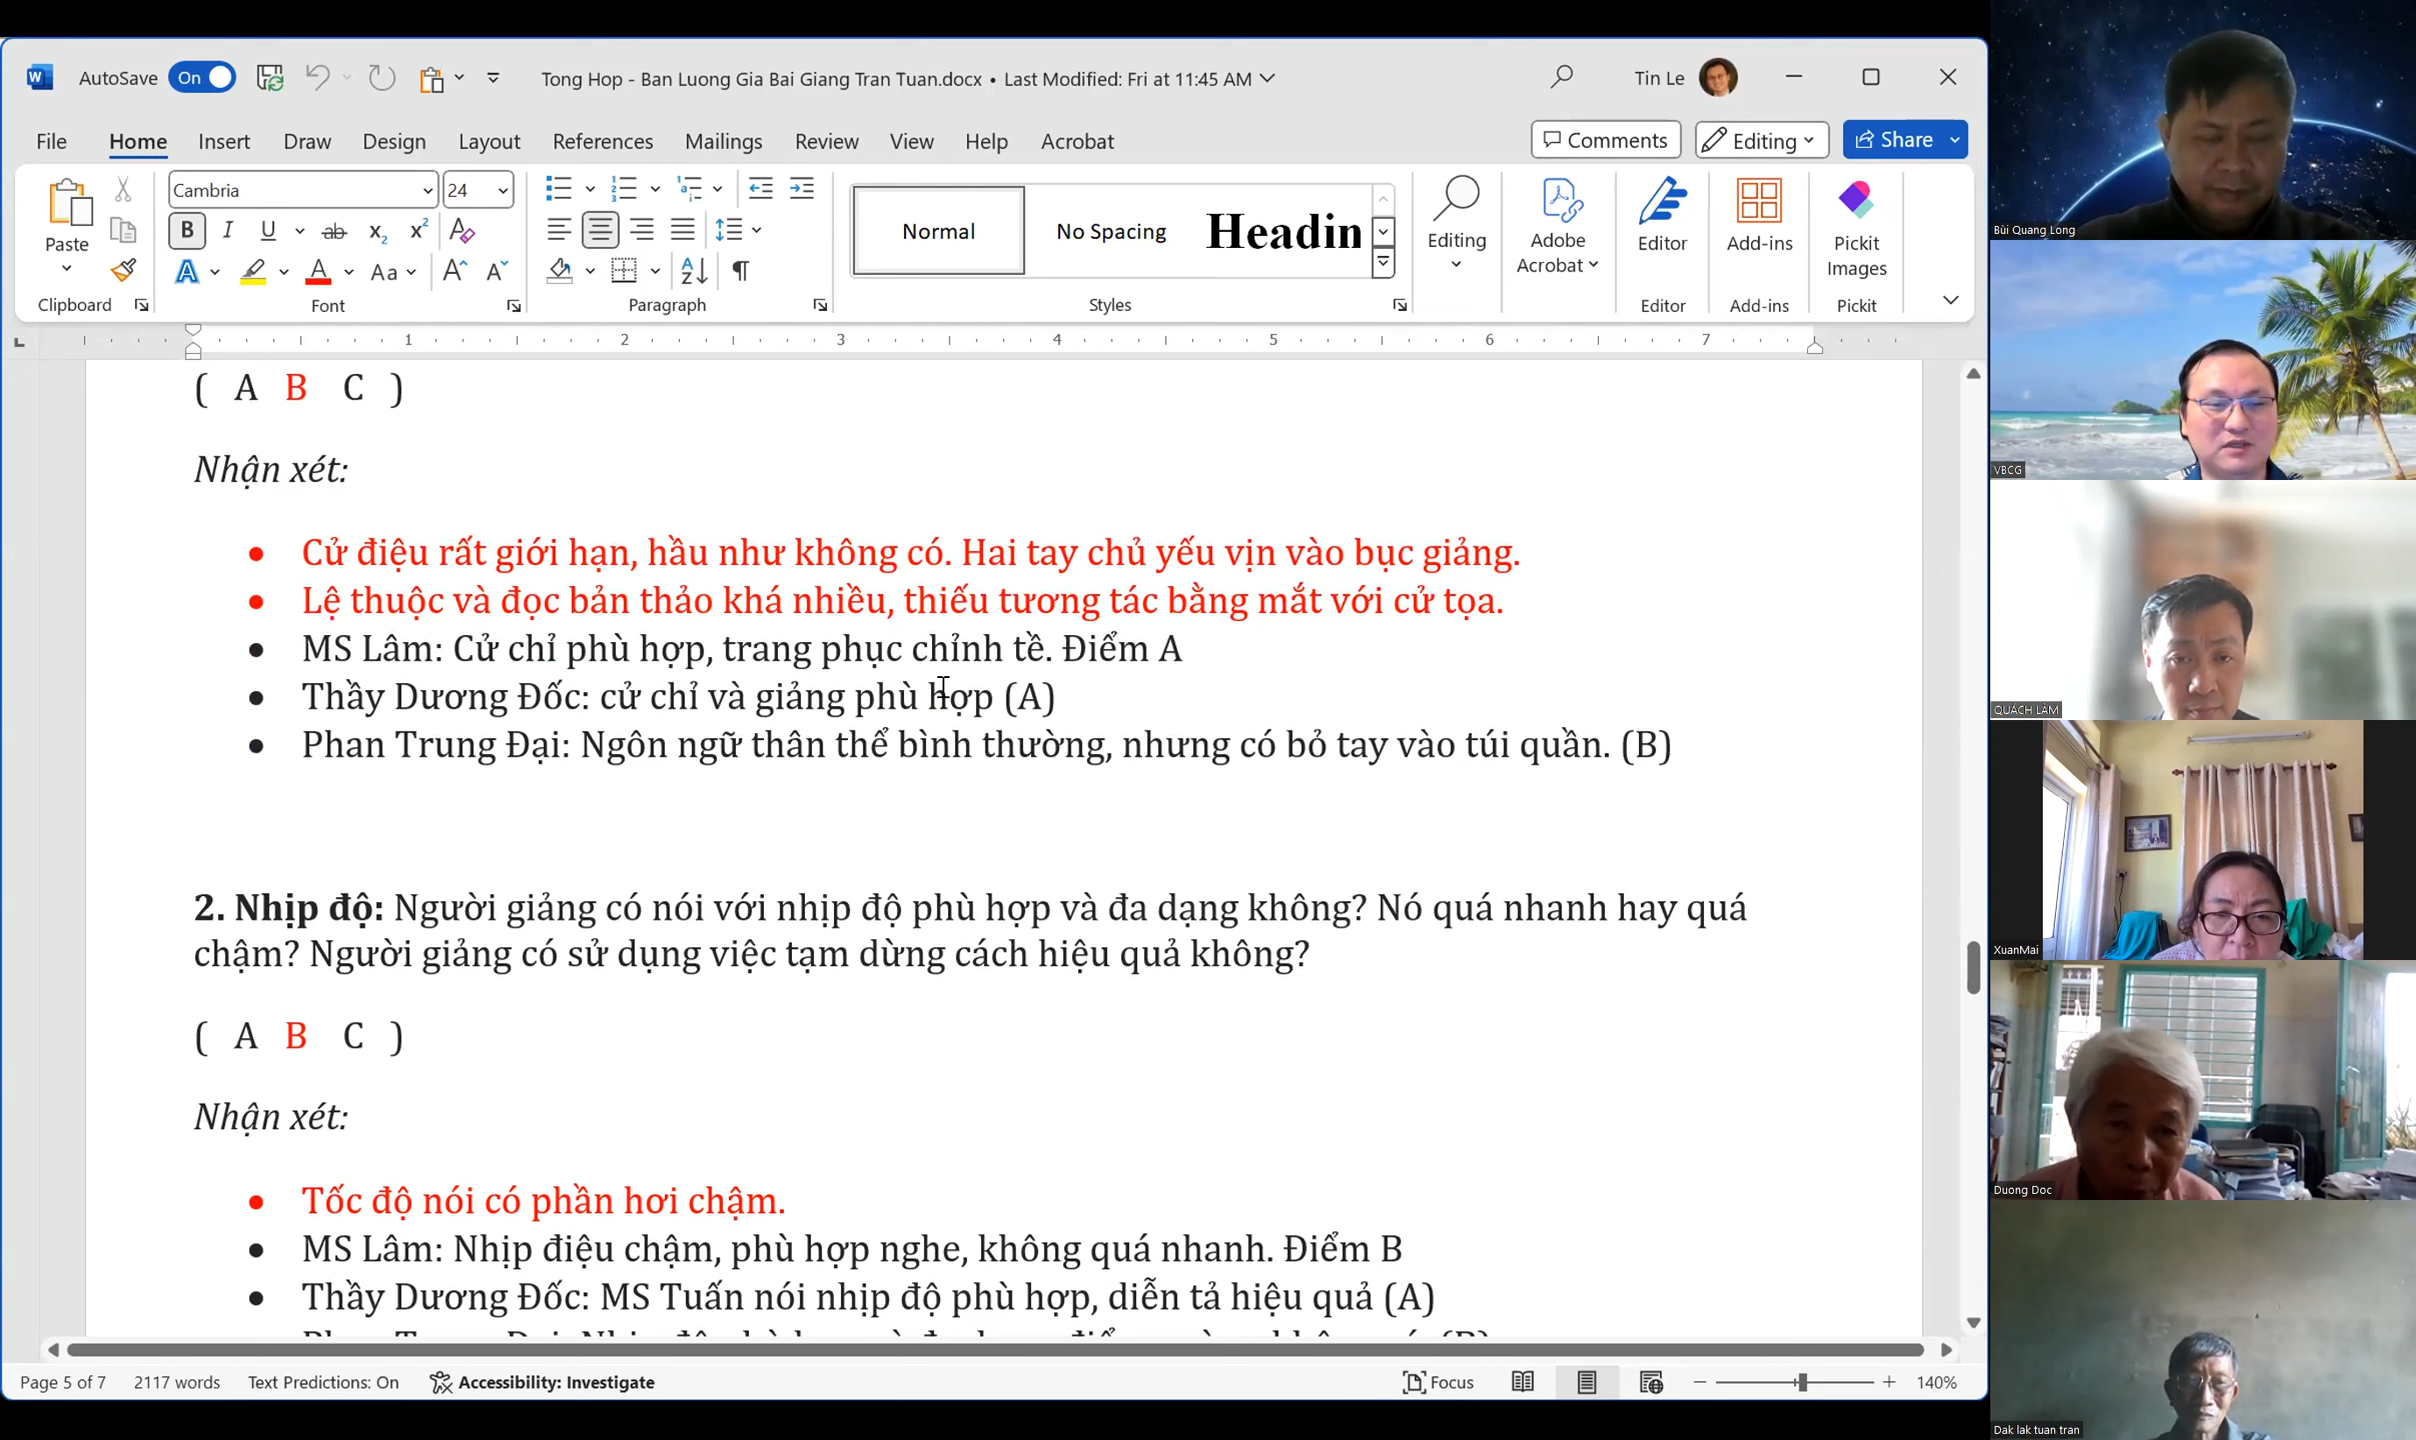 AutoSave On Tong Hop - Ban Luong Gia Bai Giang Tran Tuan.docx • Last Modified: Fri at 11:45 AM Tin Le
File Home Insert Draw Design Layout References Mailings Review View Help Acrobat Comments Editing Share
Cambria 24
Paste
Normal No Spacing Headin
Editing Adobe Acrobat Editor Add-ins Pickit Images
Clipboard Font Paragraph Styles Editor Add-ins Pickit
1 2 3 4 5 6 7
( A B C )
Nhận xét:
• Cử điệu rất giới hạn, hầu như không có. Hai tay chủ yếu vịn vào bục giảng.
• Lệ thuộc và đọc bản thảo khá nhiều, thiếu tương tác bằng mắt với cử tọa.
• MS Lâm: Cử chỉ phù hợp, trang phục chỉnh tề. Điểm A
• Thầy Dương Đốc: cử chỉ và giảng phù hợp (A)
• Phan Trung Đại: Ngôn ngữ thân thể bình thường, nhưng có bỏ tay vào túi quần. (B)
2. Nhịp độ: Người giảng có nói với nhịp độ phù hợp và đa dạng không? Nó quá nhanh hay quá
chậm? Người giảng có sử dụng việc tạm dừng cách hiệu quả không?
( A B C )
Nhận xét:
• Tốc độ nói có phần hơi chậm.
• MS Lâm: Nhịp điệu chậm, phù hợp nghe, không quá nhanh. Điểm B
• Thầy Dương Đốc: MS Tuấn nói nhịp độ phù hợp, diễn tả hiệu quả (A)
Page 5 of 7 2117 words Text Predictions: On Accessibility: Investigate Focus 140%
Bùi Quang Long
VBCG
QUÁCH LÂM
XuanMai
Duong Doc
Dak lak tuan tran